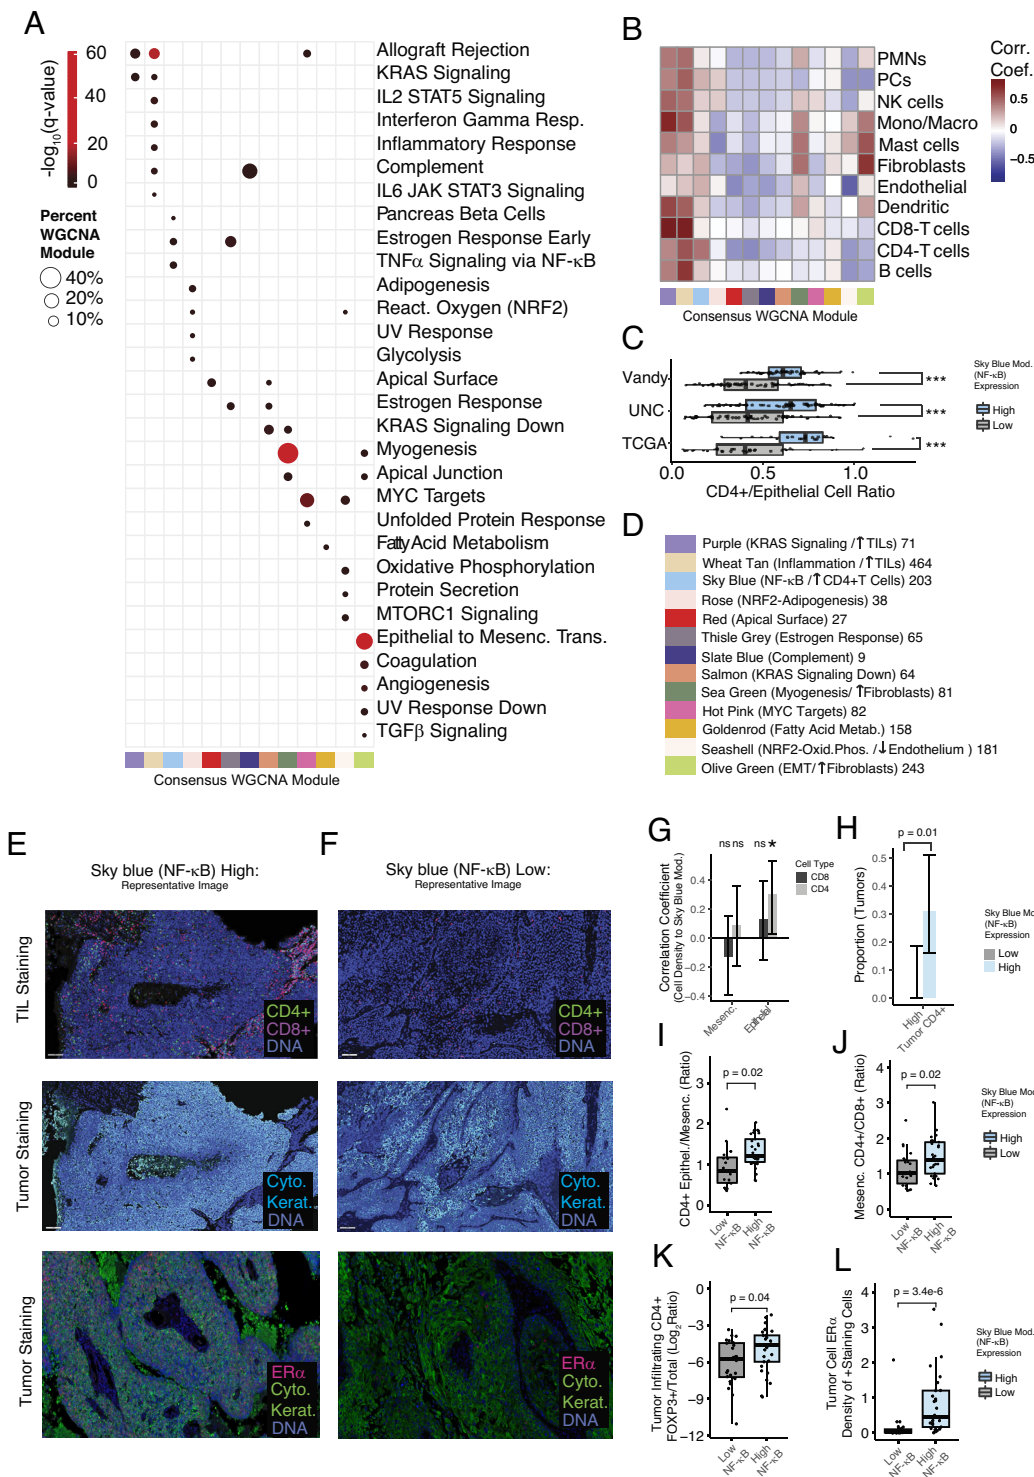 A
60
40
20
0
-log10(q-value)
Percent
WGCNA
Module
40%
20%
10%
Allograft Rejection
KRAS Signaling
IL2 STAT5 Signaling
Interferon Gamma Resp.
Inflammatory Response
Complement
IL6 JAK STAT3 Signaling
Pancreas Beta Cells
Estrogen Response Early
TNFα Signaling via NF-κB
Adipogenesis
React. Oxygen (NRF2)
UV Response
Glycolysis
Apical Surface
Estrogen Response
KRAS Signaling Down
Myogenesis
Apical Junction
MYC Targets
Unfolded Protein Response
FattyAcid Metabolism
Oxidative Phosphorylation
Protein Secretion
MTORC1 Signaling
Epithelial to Mesenc. Trans.
Coagulation
Angiogenesis
UV Response Down
TGFβ Signaling
Consensus WGCNA Module
B
PMNs
PCs
NK cells
Mono/Macro
Mast cells
Fibroblasts
Endothelial
Dendritic
CD8-T cells
CD4-T cells
B cells
Consensus WGCNA Module
Corr.
Coef.
0.5
0.0
−0.5
C
Vandy
UNC
TCGA
***
***
***
0.0
0.5
1.0
CD4+/Epithelial Cell Ratio
Sky Blue Mod.
(NF-κB)
Expression
High
Low
D
Purple (KRAS Signaling /↑TILs) 71
Wheat Tan (Inflammation /↑TILs) 464
Sky Blue (NF-κB /↑CD4+T Cells) 203
Rose (NRF2-Adipogenesis) 38
Red (Apical Surface) 27
Thisle Grey (Estrogen Response) 65
Slate Blue (Complement) 9
Salmon (KRAS Signaling Down) 64
Sea Green (Myogenesis/ ↑Fibroblasts) 81
Hot Pink (MYC Targets) 82
Goldenrod (Fatty Acid Metab.) 158
Seashell (NRF2-Oxid.Phos. /↓Endothelium ) 181
Olive Green (EMT/↑Fibroblasts) 243
E
Sky blue (NF-κB) High:
Representative Image
TIL Staining
CD4+
CD8+
DNA
Tumor Staining
Cyto.
Kerat.
DNA
Tumor Staining
ERα
Cyto.
Kerat.
DNA
F
Sky blue (NF-κB) Low:
Representative Image
CD4+
CD8+
DNA
Cyto.
Kerat.
DNA
ERα
Cyto.
Kerat.
DNA
G
ns ns ns *
Correlation Coefficient
(Cell Density to Sky Blue Mod.)
0.4
0.2
0.0
−0.2
−0.4
Mesenc.
Epithelial
Cell Type
CD8
CD4
H
p = 0.01
Proportion (Tumors)
0.5
0.4
0.3
0.2
0.1
0.0
High
Tumor CD4+
Sky Blue Mod
(NF-κB)
Expression
Low
High
I
p = 0.02
CD4+ Epithel./Mesenc. (Ratio)
3
2
1
0
Low
NF-κB
High
NF-κB
J
p = 0.02
Mesenc. CD4+/CD8+ (Ratio)
4
3
2
1
0
Low
NF-κB
High
NF-κB
Sky Blue Mod
(NF-κB)
Expression
High
Low
K
p = 0.04
Tumor Infiltrating CD4+
FOXP3+/Total (Log2Ratio)
0
−3
−6
−9
−12
Low
NF-κB
High
NF-κB
L
p = 3.4e-6
Tumor Cell ERα
Density of +Staining Cells
3
2
1
0
Low
NF-κB
High
NF-κB
Sky Blue Mod.
(NF-κB)
Expression
High
Low